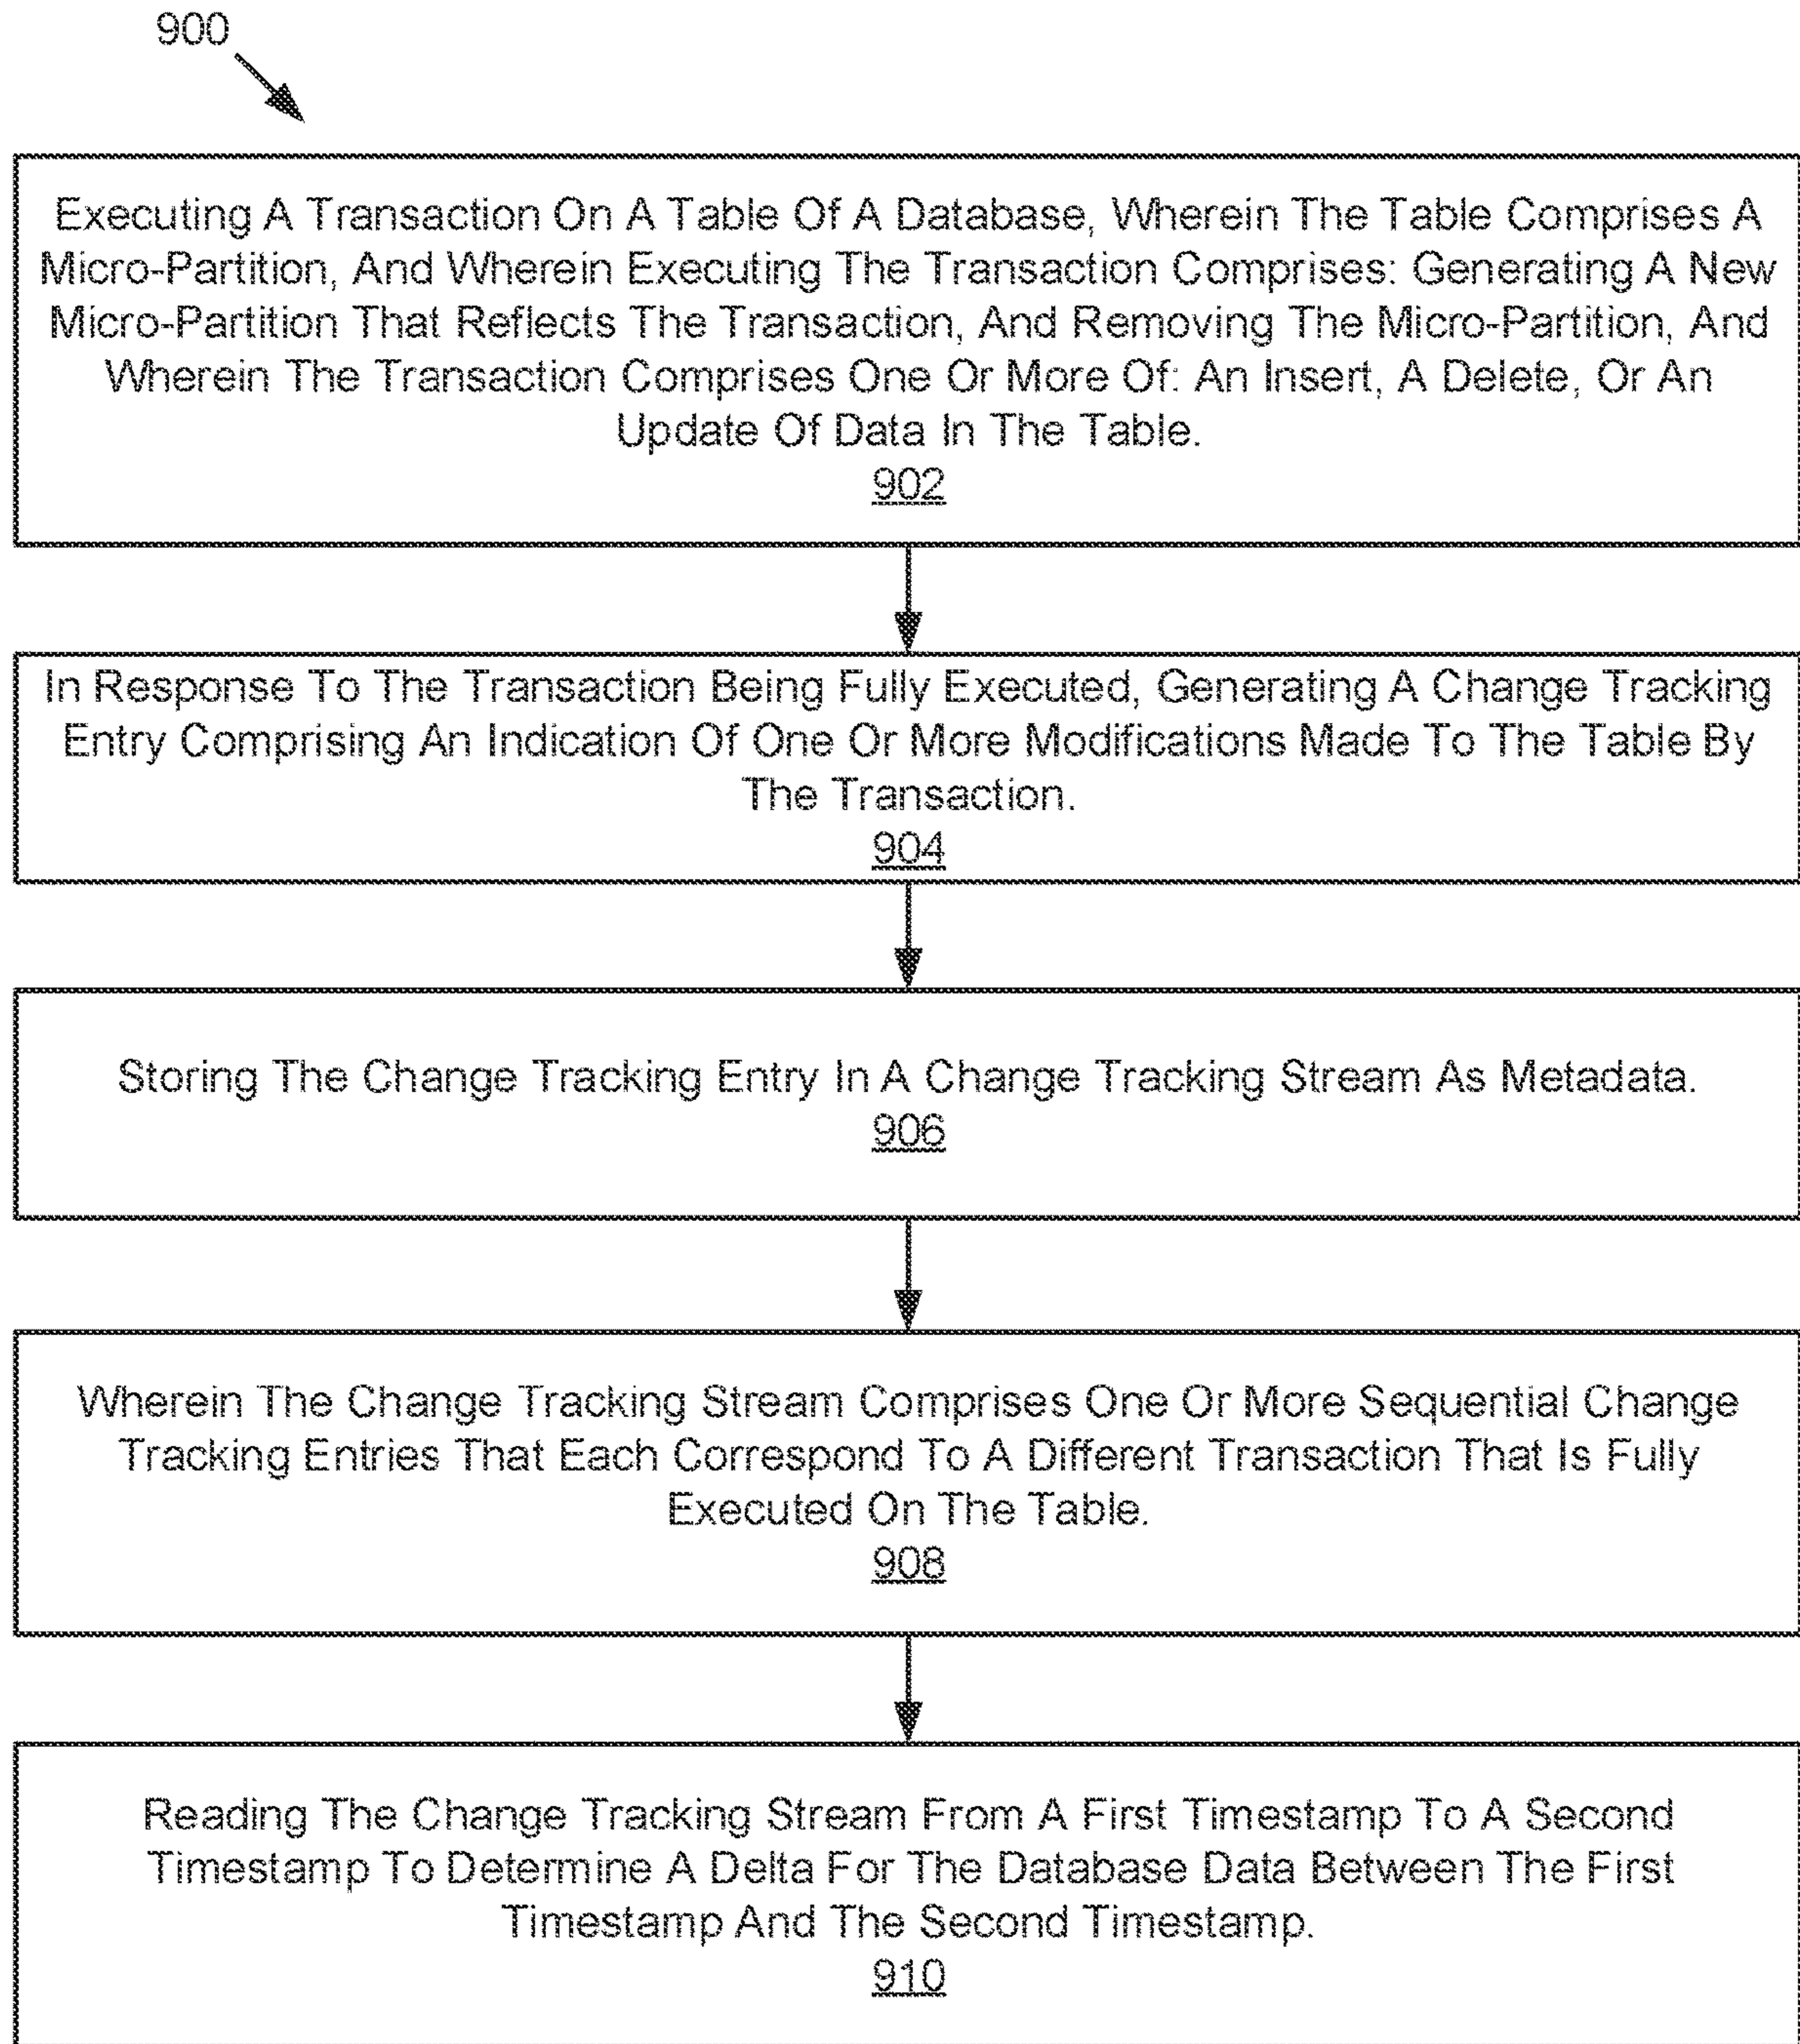 900
Executing A Transaction On A Table Of A Database, Wherein The Table Comprises A
Micro-Partition, And Wherein Executing The Transaction Comprises: Generating A New
Micro-Partition That Reflects The Transaction, And Removing The Micro-Partition, And
Wherein The Transaction Comprises One Or More Of: An Insert, A Delete, Or An
Update Of Data In The Table.
902
In Response To The Transaction Being Fully Executed, Generating A Change Tracking
Entry Comprising An Indication Of One Or More Modifications Made To The Table By
The Transaction.
904
Storing The Change Tracking Entry In A Change Tracking Stream As Metadata.
906
Wherein The Change Tracking Stream Comprises One Or More Sequential Change
Tracking Entries That Each Correspond To A Different Transaction That Is Fully
Executed On The Table.
908
Reading The Change Tracking Stream From A First Timestamp To A Second
Timestamp To Determine A Delta For The Database Data Between The First
Timestamp And The Second Timestamp.
910